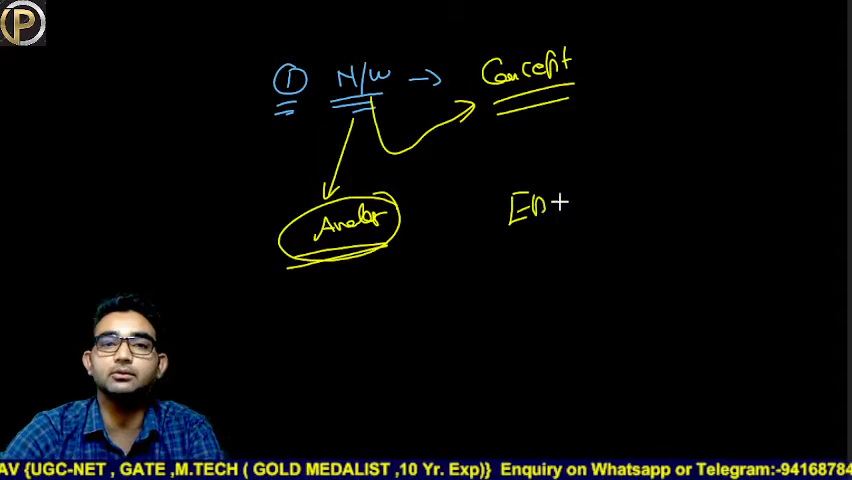 ① N/W → Concept
Analog
ED
AV {UGC-NET , GATE ,M.TECH ( GOLD MEDALIST ,10 Yr. Exp)} Enquiry on Whatsapp or Telegram:-94168784
P